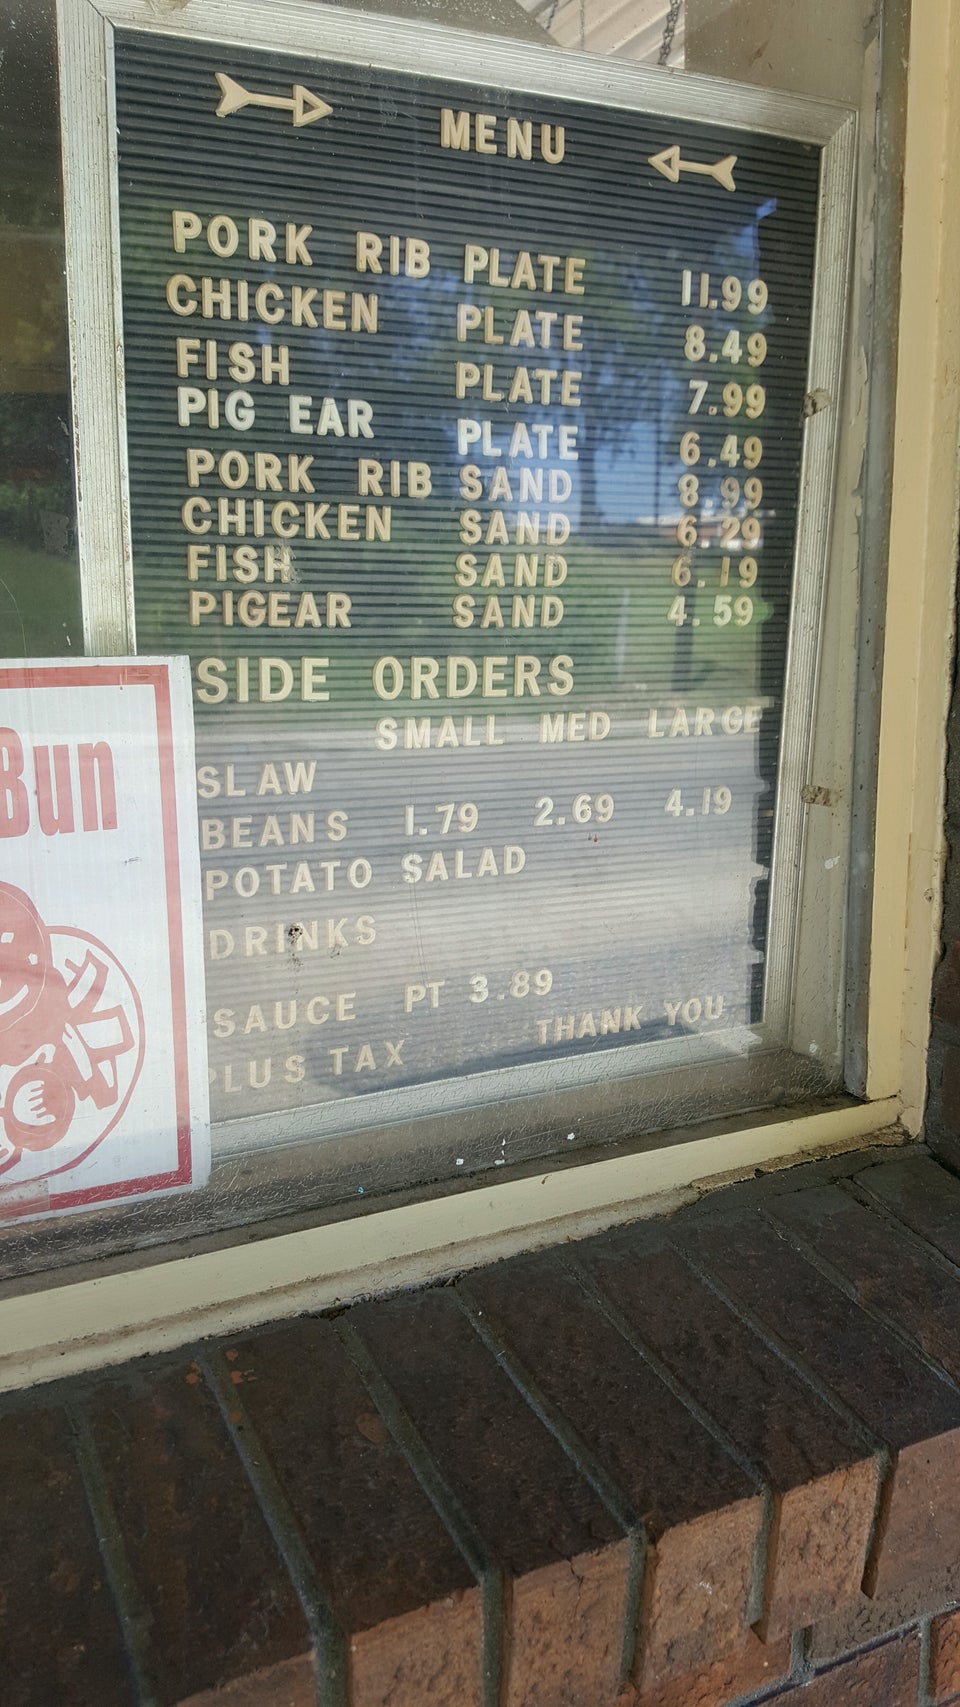 MENU
PORK RIB PLATE 11.99
CHICKEN PLATE 8.49
FISH PLATE 7.99
PIG EAR PLATE 6.49
PORK RIB SAND 8.99
CHICKEN SAND 6.29
FISH SAND 6.19
PIGEAR SAND 4.59
SIDE ORDERS
SMALL MED LARGE
SLAW
BEANS 1.79 2.69 4.19
POTATO SALAD
DRINKS
SAUCE PT 3.89
PLUS TAX THANK YOU
Bun